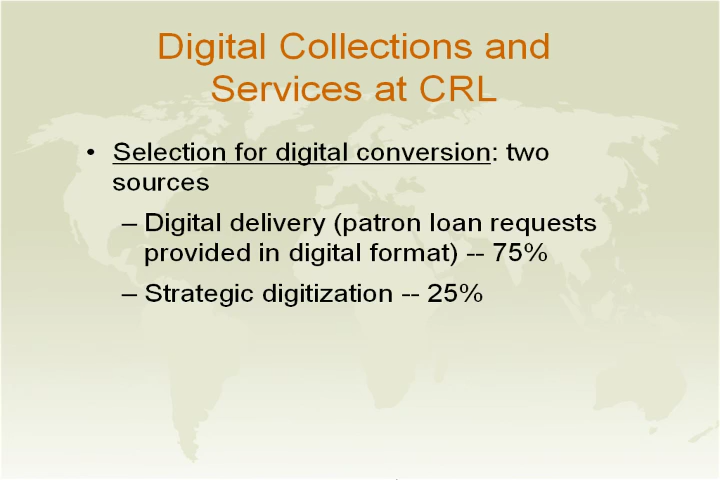 Digital Collections and
Services at CRL
• Selection for digital conversion: two
sources
– Digital delivery (patron loan requests
provided in digital format) -- 75%
– Strategic digitization -- 25%